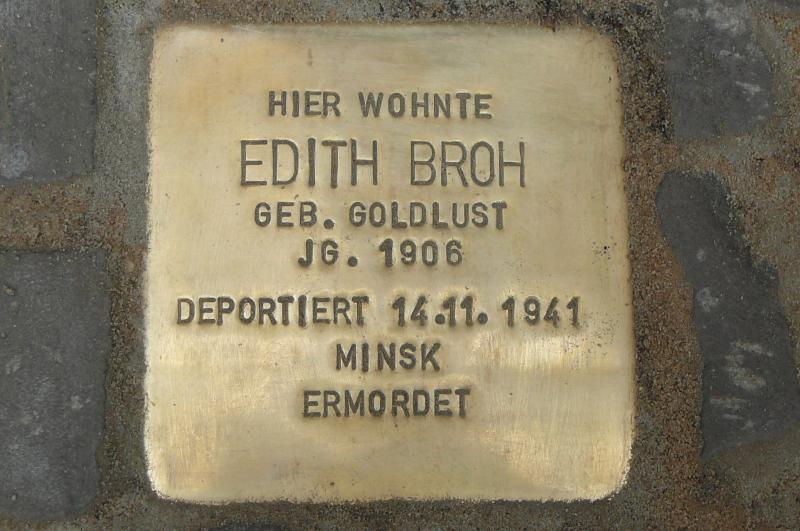 HIER WOHNTE
EDITH BROH
GEB. GOLDLUST
JG. 1906
DEPORTIERT 14.11.1941
MINSK
ERMORDET